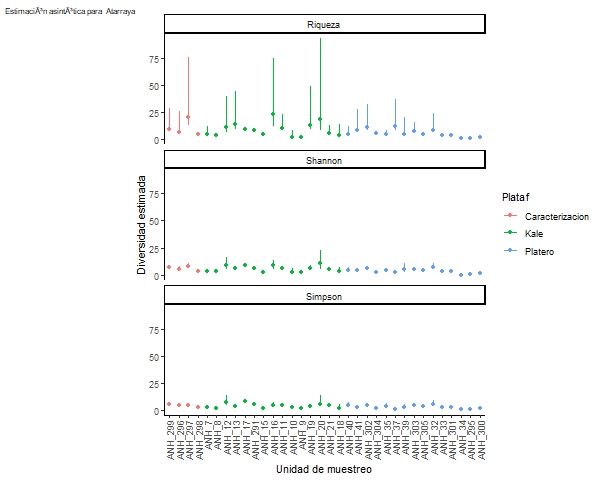 EstimaciÃ³n asintÃ³tica para Atarraya
Riqueza
75
50
25
0
Shannon
75
50
25
0
Simpson
75
50
25
0
Diversidad estimada
ANH_299
ANH_296
ANH_297
ANH_298
ANH_7
ANH_8
ANH_12
ANH_13
ANH_17
ANH_291
ANH_15
ANH_16
ANH_11
ANH_10
ANH_9
ANH_19
ANH_20
ANH_21
ANH_18
ANH_40
ANH_41
ANH_302
ANH_304
ANH_35
ANH_37
ANH_39
ANH_303
ANH_305
ANH_32
ANH_33
ANH_301
ANH_34
ANH_295
ANH_300
Unidad de muestreo
Plataf
Caracterizacion
Kale
Platero